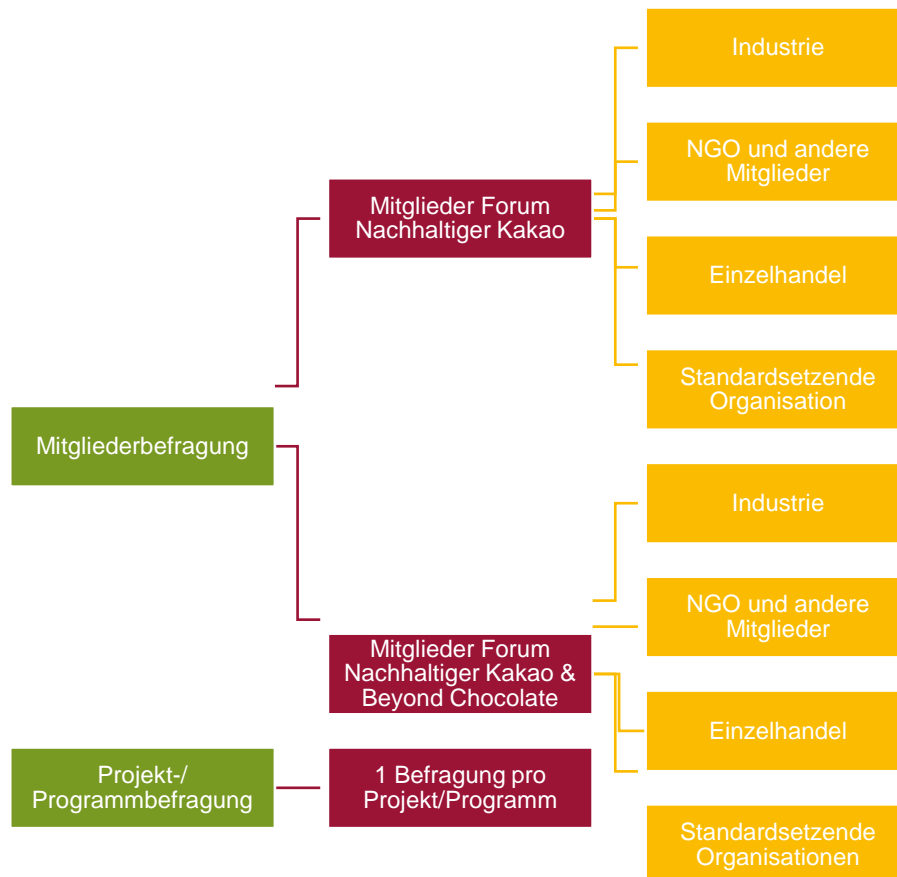 Industrie
NGO und andere
Mitglieder
Mitglieder Forum
Nachhaltiger Kakao
Einzelhandel
Standardsetzende
Organisation
Mitgliederbefragung
Industrie
NGO und andere
Mitglieder
Mitglieder Forum
Nachhaltiger Kakao &
Beyond Chocolate
Einzelhandel
Projekt-/
Programmbefragung
1 Befragung pro
Projekt/Programm
Standardsetzende
Organisationen